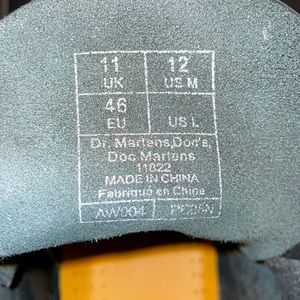 11 12
UK US M
46
EU US L
Dr. Martens,Doc's,
Doc Martens
11822
MADE IN CHINA
Fabriqué en Chine
AW004